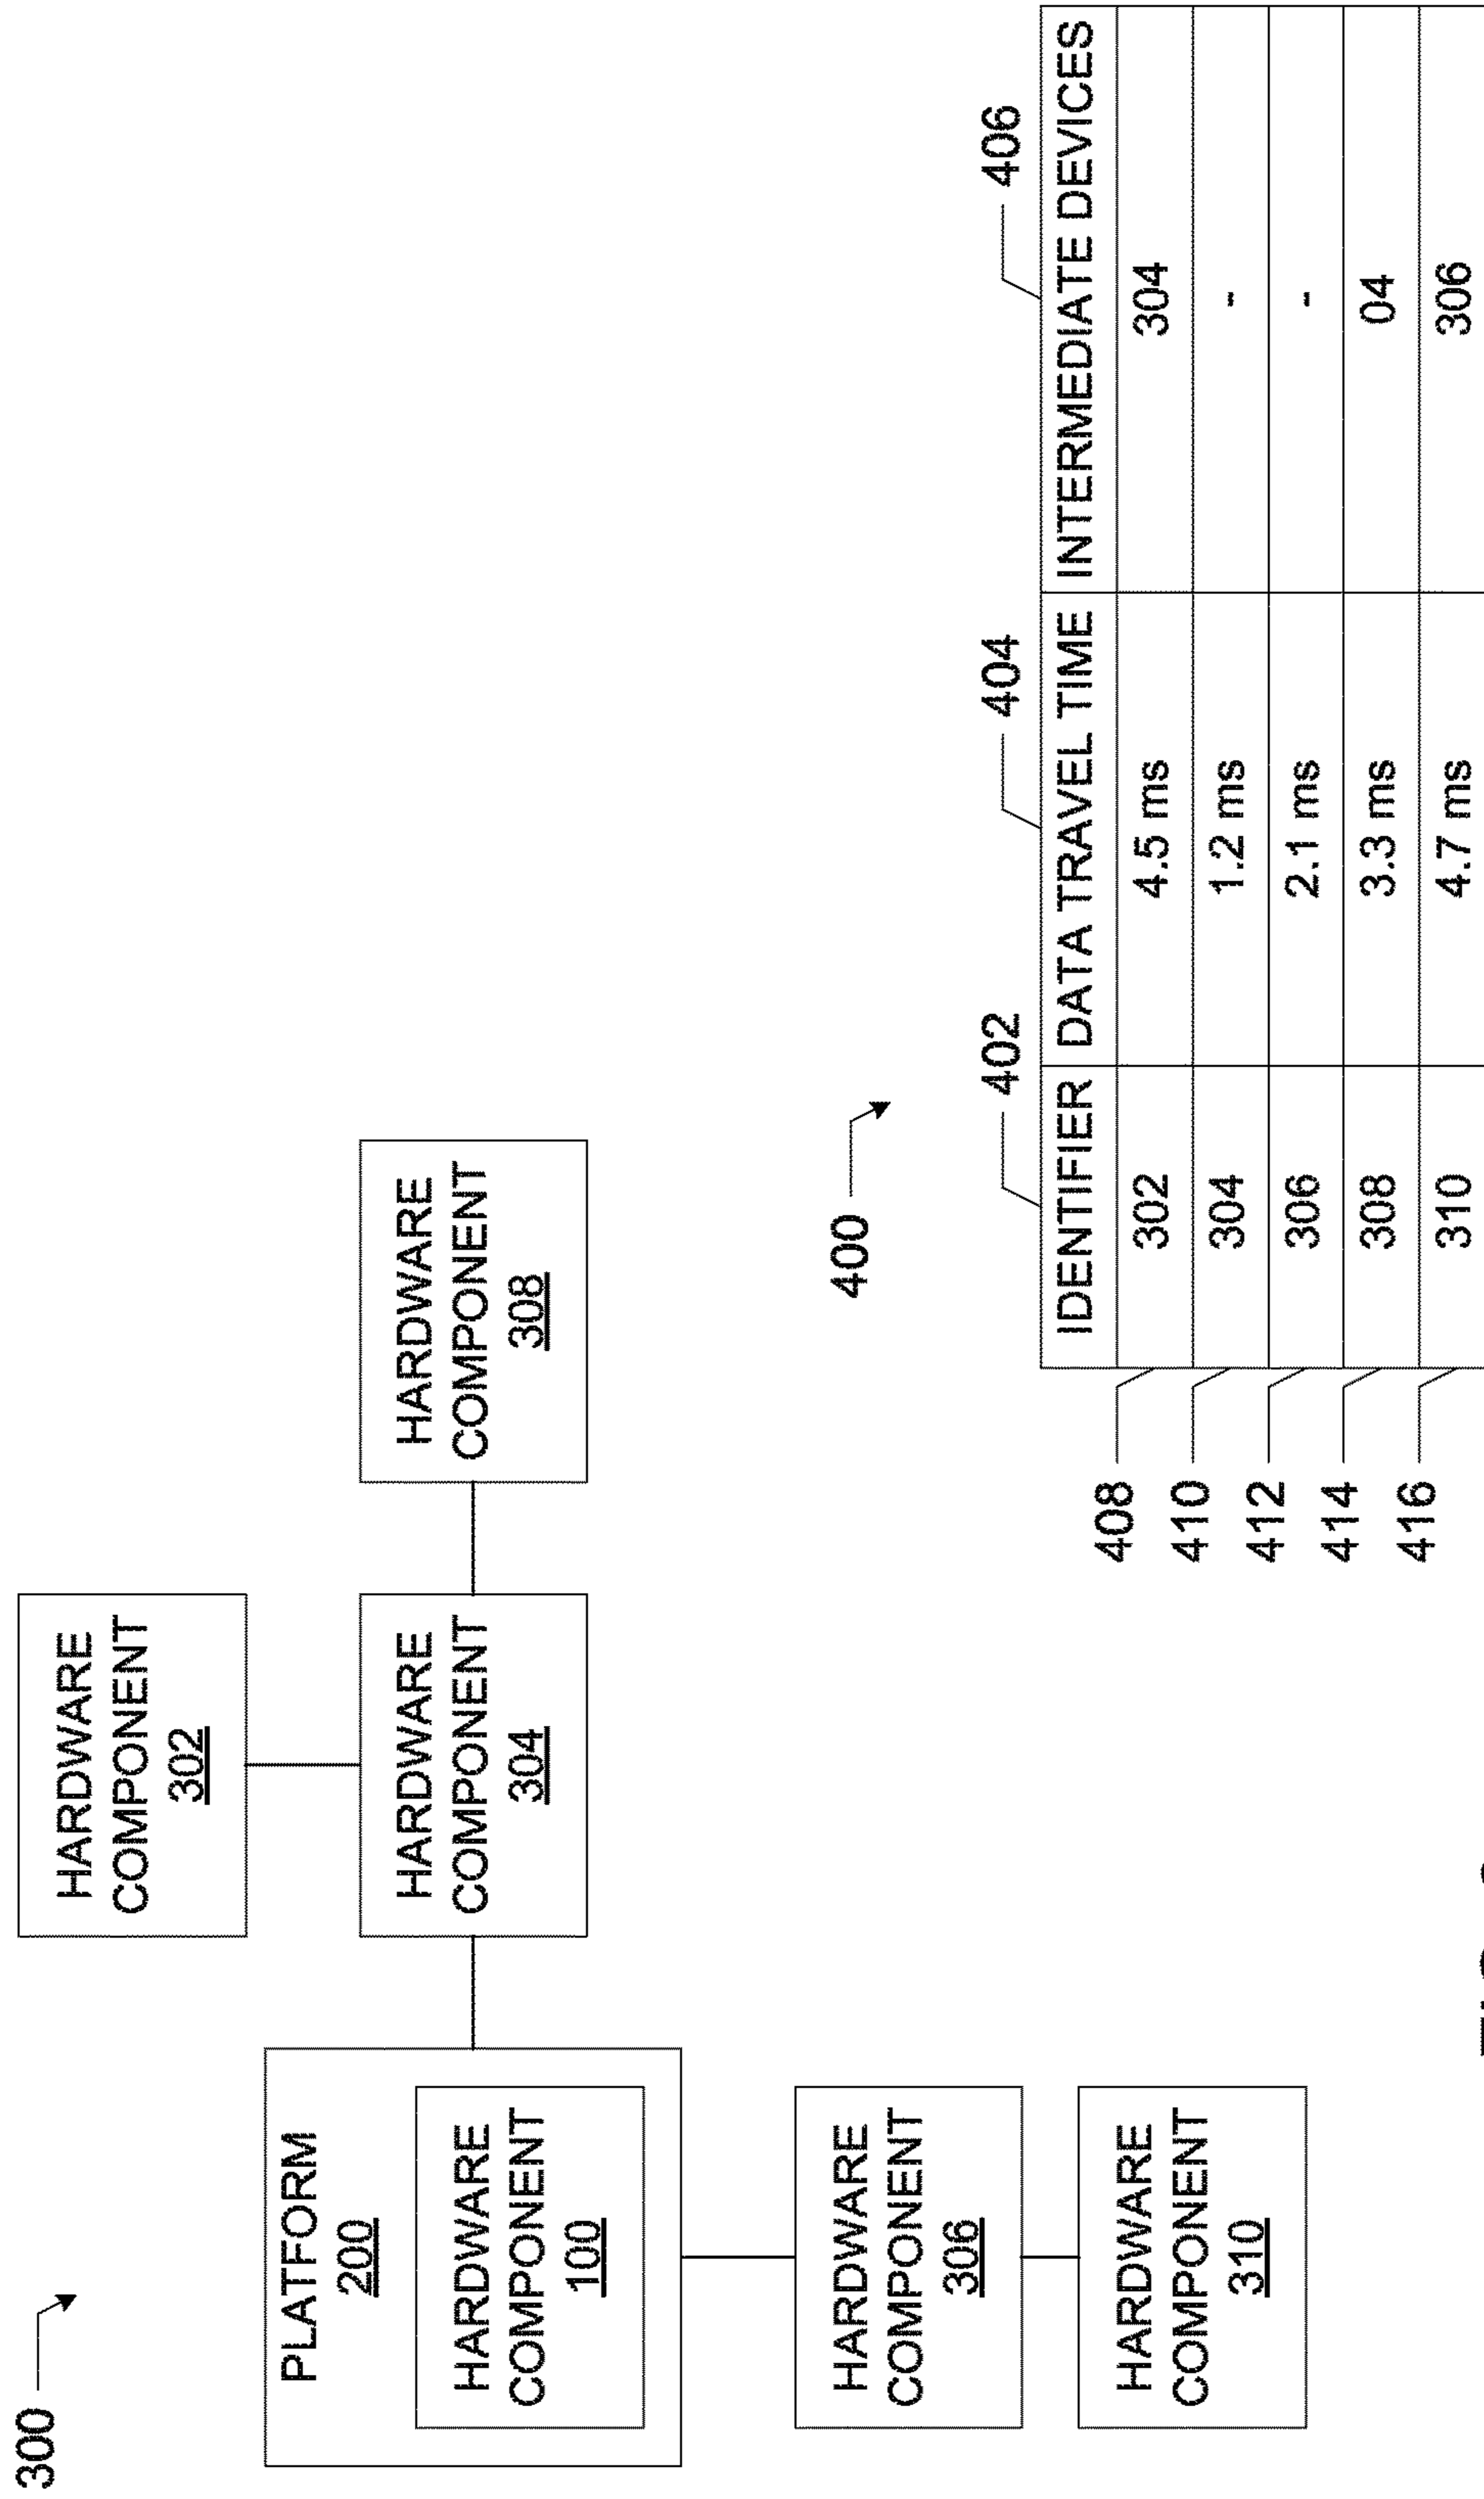 300
PLATFORM
200
HARDWARE
COMPONENT
100
HARDWARE
COMPONENT
302
HARDWARE
COMPONENT
304
HARDWARE
COMPONENT
308
HARDWARE
COMPONENT
306
HARDWARE
COMPONENT
310
400
402 404 406
IDENTIFIER DATA TRAVEL TIME INTERMEDIATE DEVICES
408 302 4.5 ms 304
410 304 1.2 ms -
412 306 2.1 ms -
414 308 3.3 ms 04
416 310 4.7 ms 306